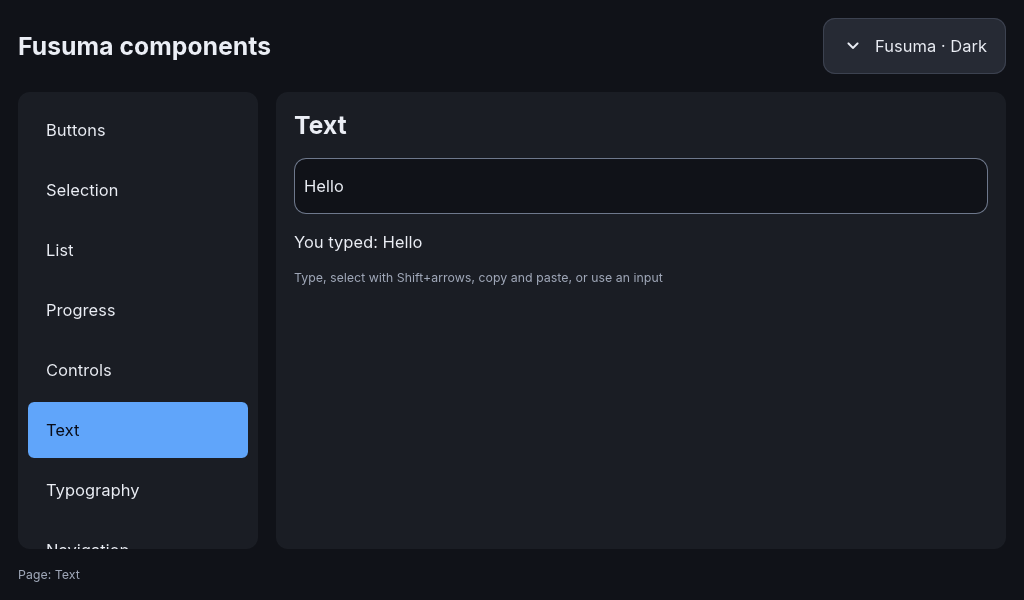 Fusuma components
Fusuma · Dark
Buttons
Selection
List
Progress
Controls
Text
Typography
Navigation
Text
Hello
You typed: Hello
Type, select with Shift+arrows, copy and paste, or use an input
Page: Text